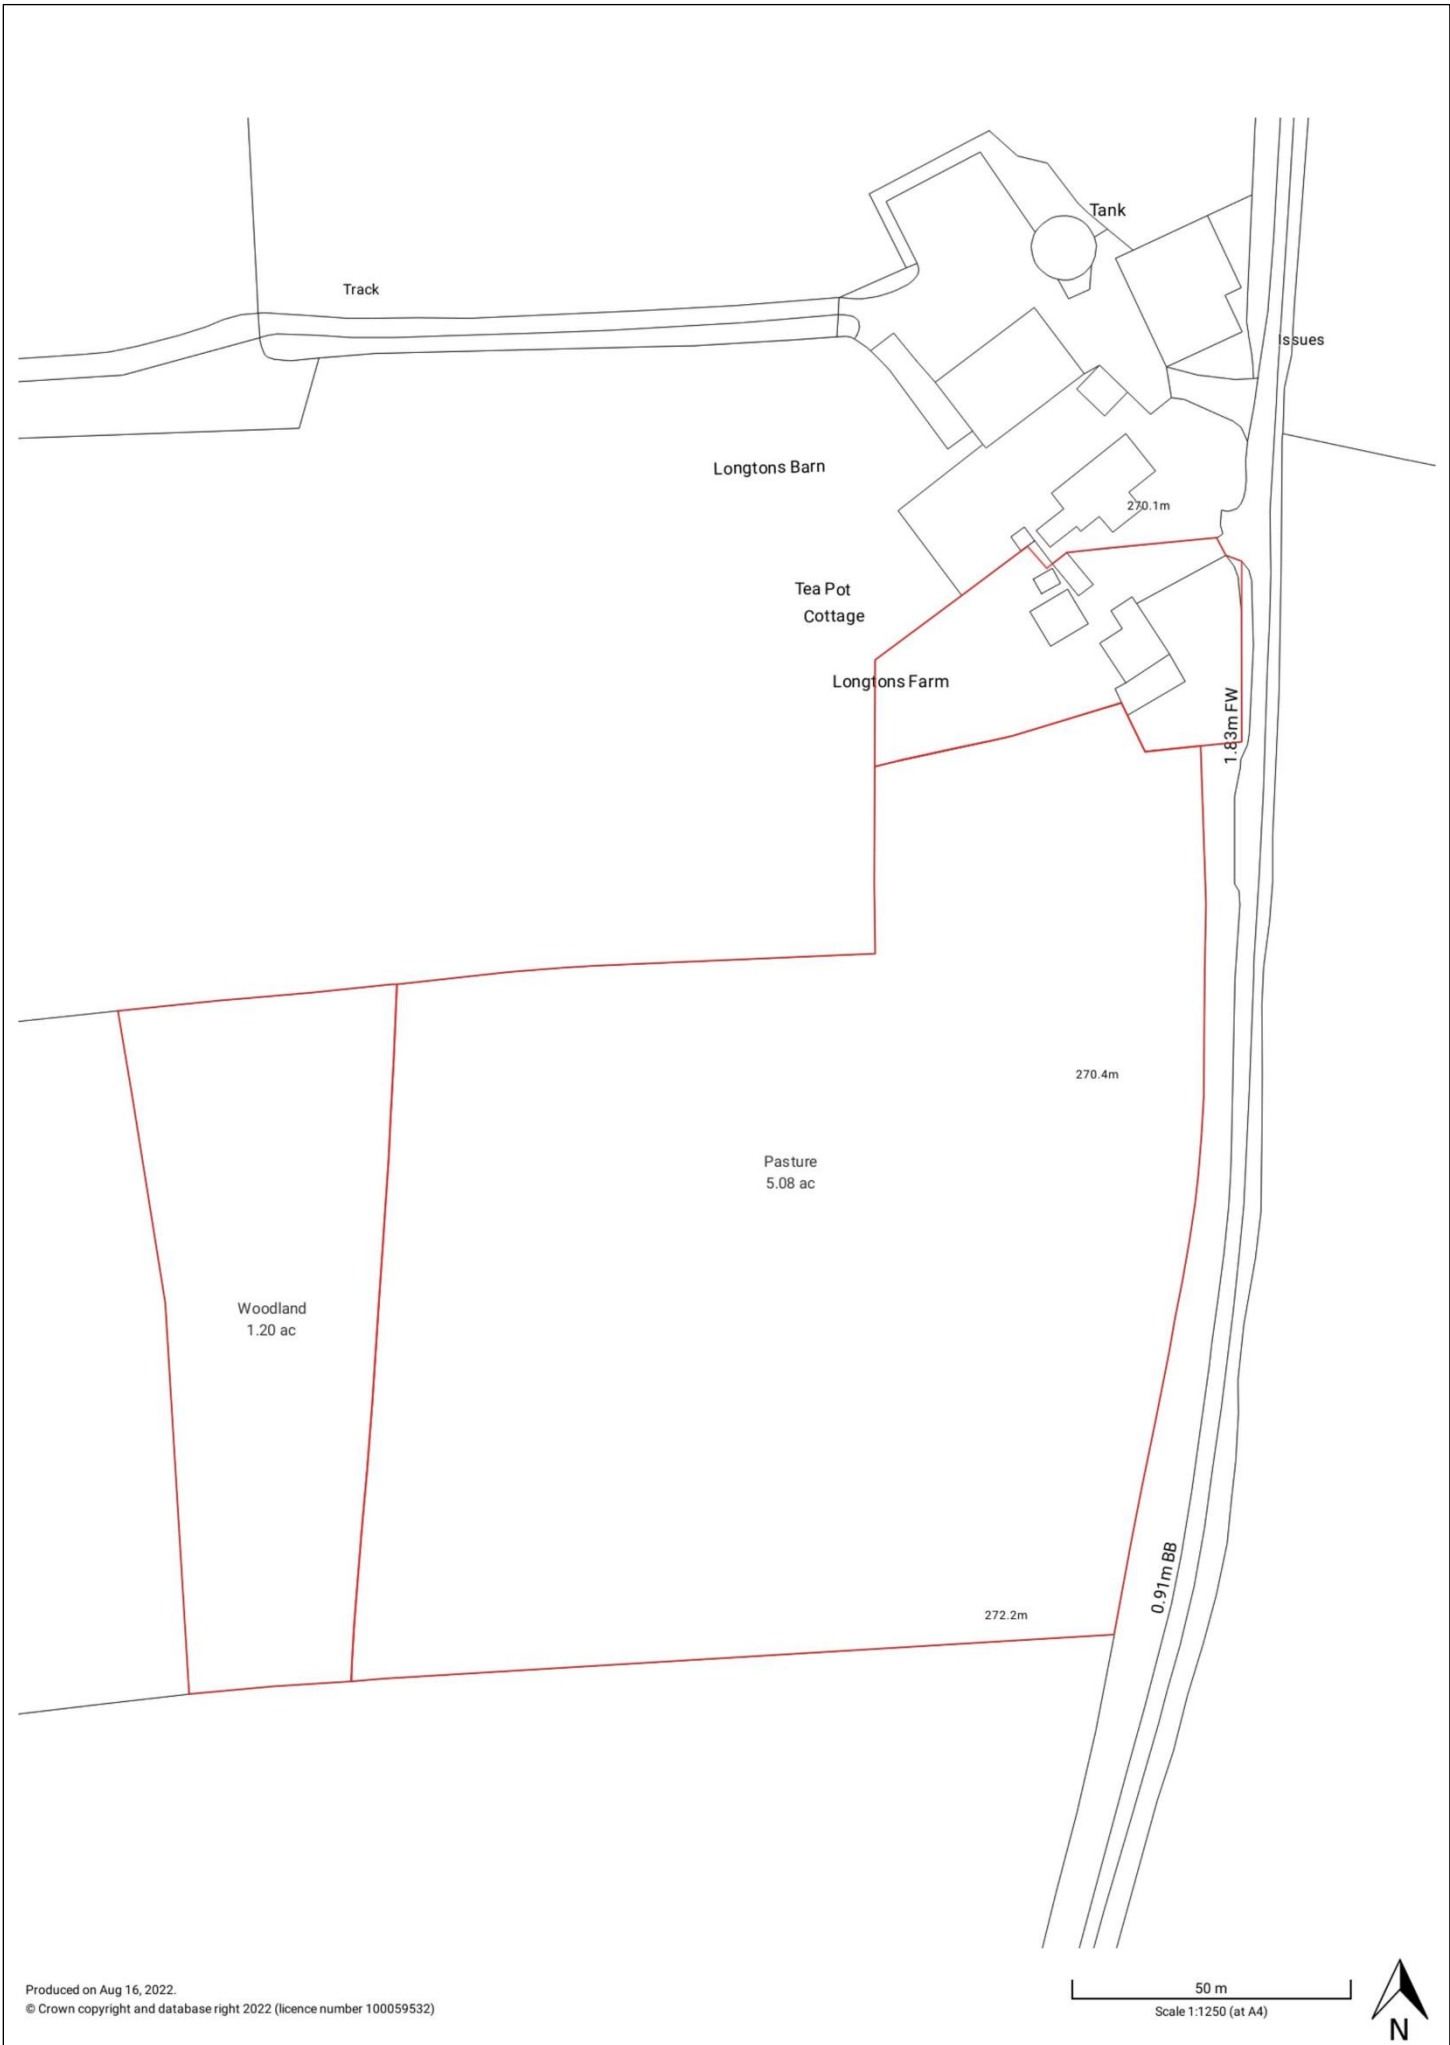 Tank
Track
Issues
Longtons Barn
270.1m
Tea Pot
Cottage
Longtons Farm
1.83m FW
270.4m
Pasture
5.08 ac
Woodland
1.20 ac
0.91m BB
272.2m
Produced on Aug 16, 2022.
© Crown copyright and database right 2022 (licence number 100059532)
50 m
Scale 1:1250 (at A4)
N